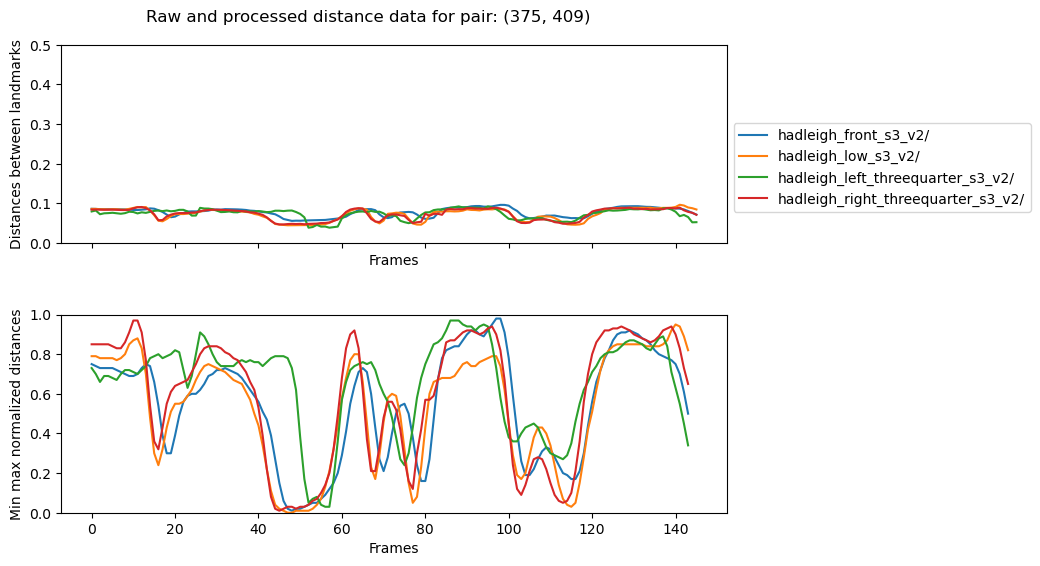 Raw and processed distance data for pair: (375, 409)
Distances between landmarks
0.5
0.4
0.3
0.2
0.1
0.0
Frames
hadleigh_front_s3_v2/
hadleigh_low_s3_v2/
hadleigh_left_threequarter_s3_v2/
hadleigh_right_threequarter_s3_v2/
Min max normalized distances
1.0
0.8
0.6
0.4
0.2
0.0
0 20 40 60 80 100 120 140
Frames